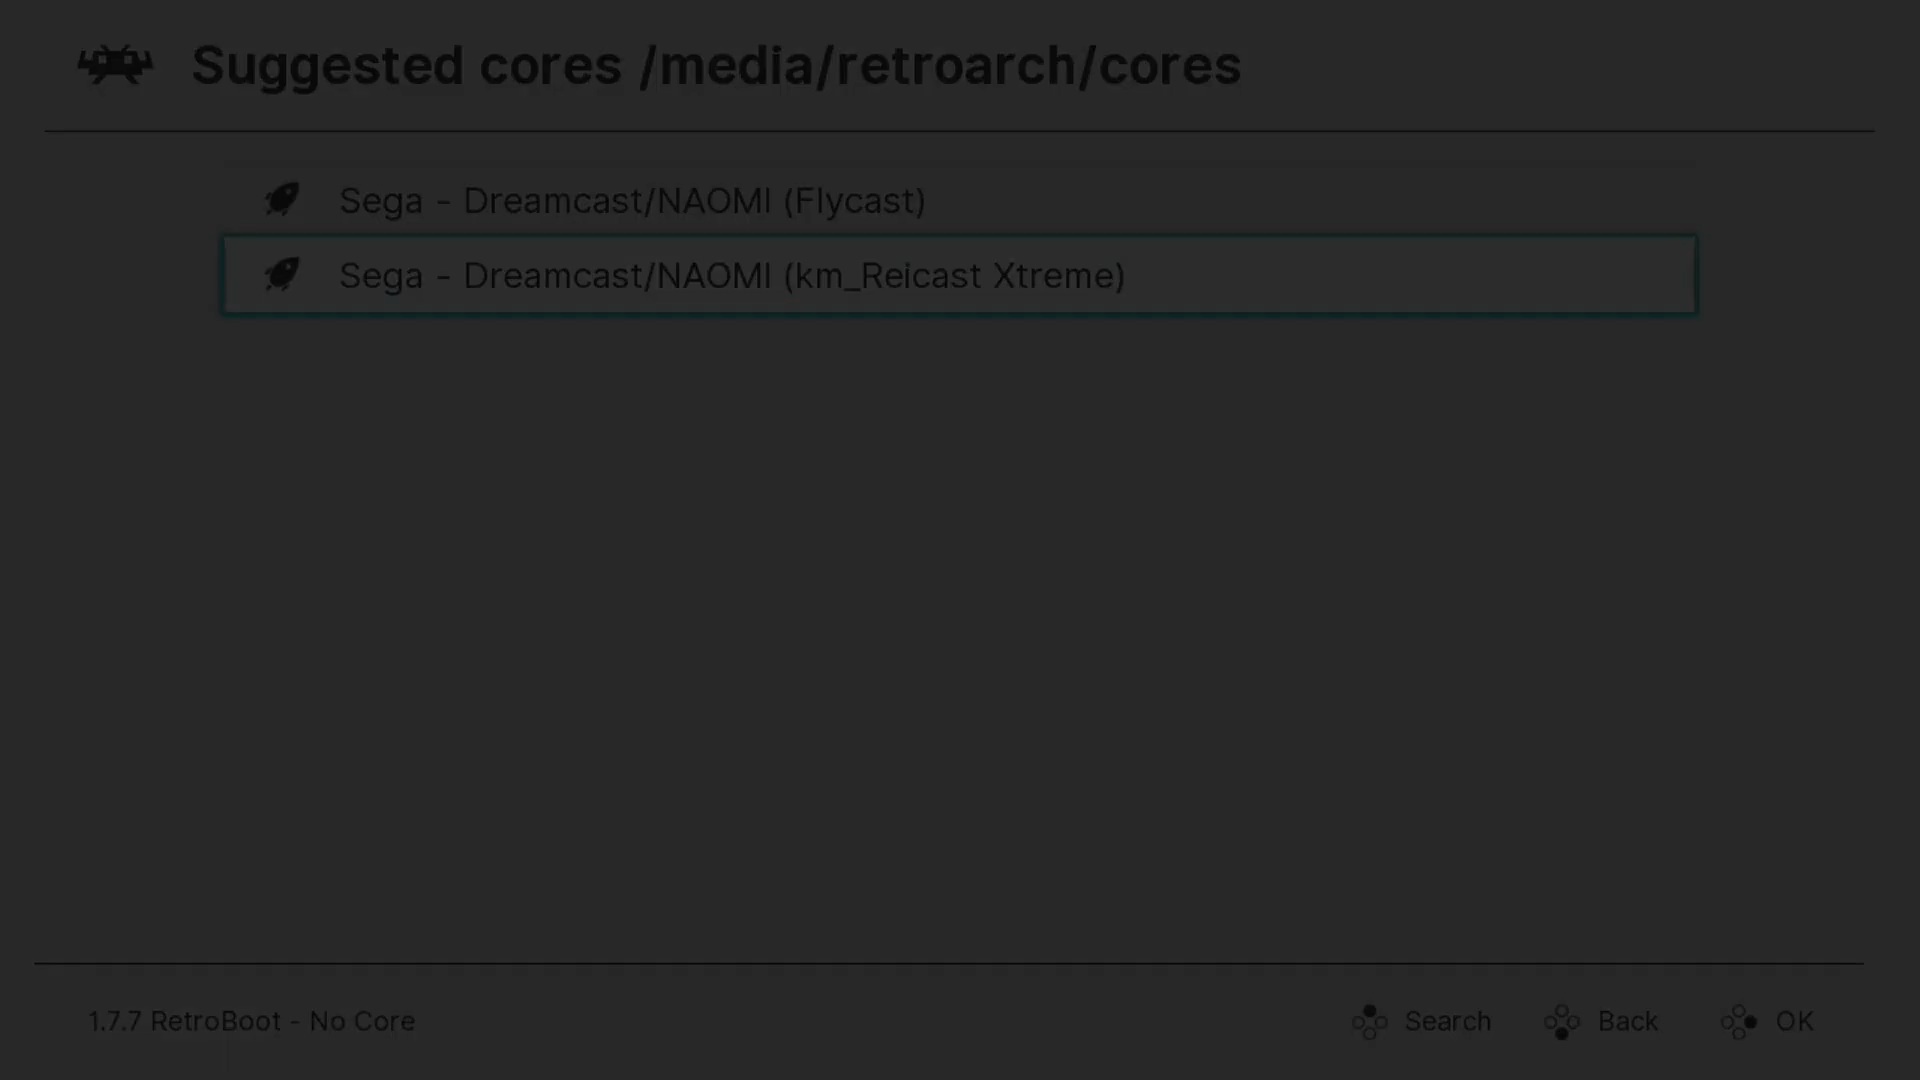 Suggested cores /media/retroarch/cores
Sega - Dreamcast/NAOMI (Flycast)
Sega - Dreamcast/NAOMI (km_Reicast Xtreme)
1.7.7 RetroBoot - No Core
Search
Back
OK